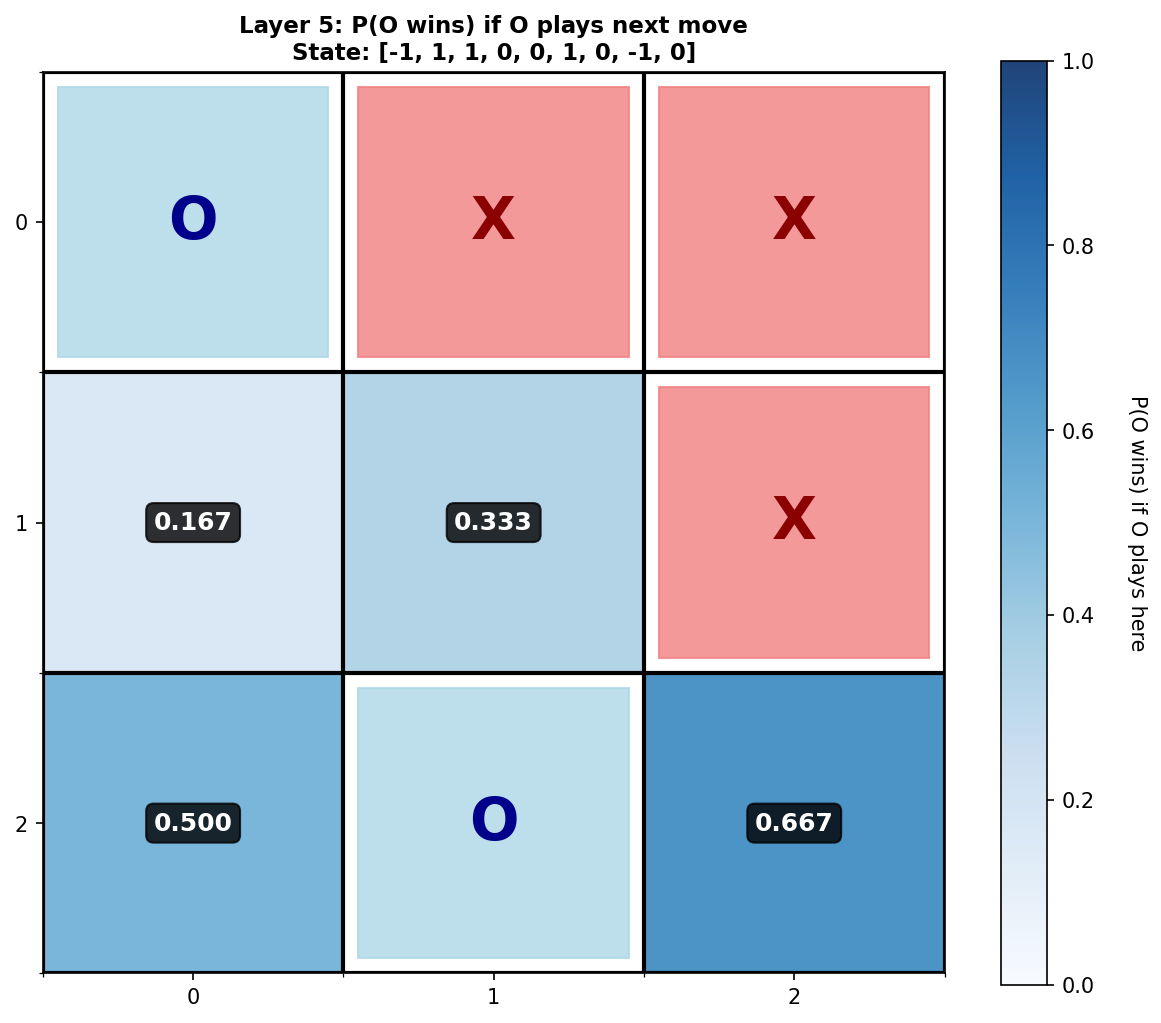 Layer 5: P(O wins) if O plays next move
State: [-1, 1, 1, 0, 0, 1, 0, -1, 0]
0
O
X
X
1
0.167
0.333
X
2
0.500
O
0.667
0
1
2
1.0
0.8
0.6
0.4
0.2
0.0
P(O wins) if O plays here